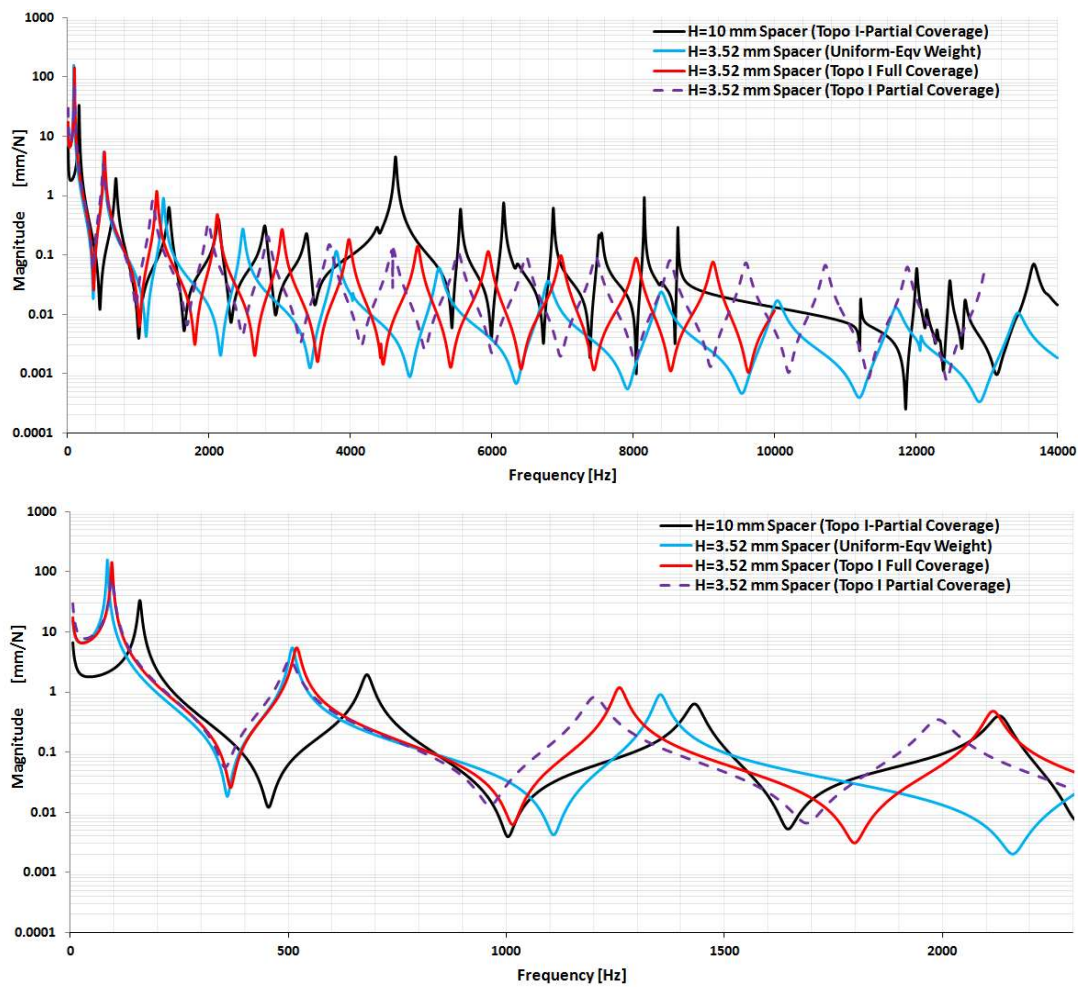 1000
100
10
1
0.1
0.01
0.001
0.0001
Magnitude [mm/N]
H=10 mm Spacer (Topo I-Partial Coverage)
H=3.52 mm Spacer (Uniform-Eqv Weight)
H=3.52 mm Spacer (Topo I Full Coverage)
H=3.52 mm Spacer (Topo I Partial Coverage)
0 2000 4000 6000 8000 10000 12000 14000
Frequency [Hz]
1000
100
10
1
0.1
0.01
0.001
0.0001
Magnitude [mm/N]
H=10 mm Spacer (Topo I-Partial Coverage)
H=3.52 mm Spacer (Uniform-Eqv Weight)
H=3.52 mm Spacer (Topo I Full Coverage)
H=3.52 mm Spacer (Topo I Partial Coverage)
0 500 1000 1500 2000
Frequency [Hz]